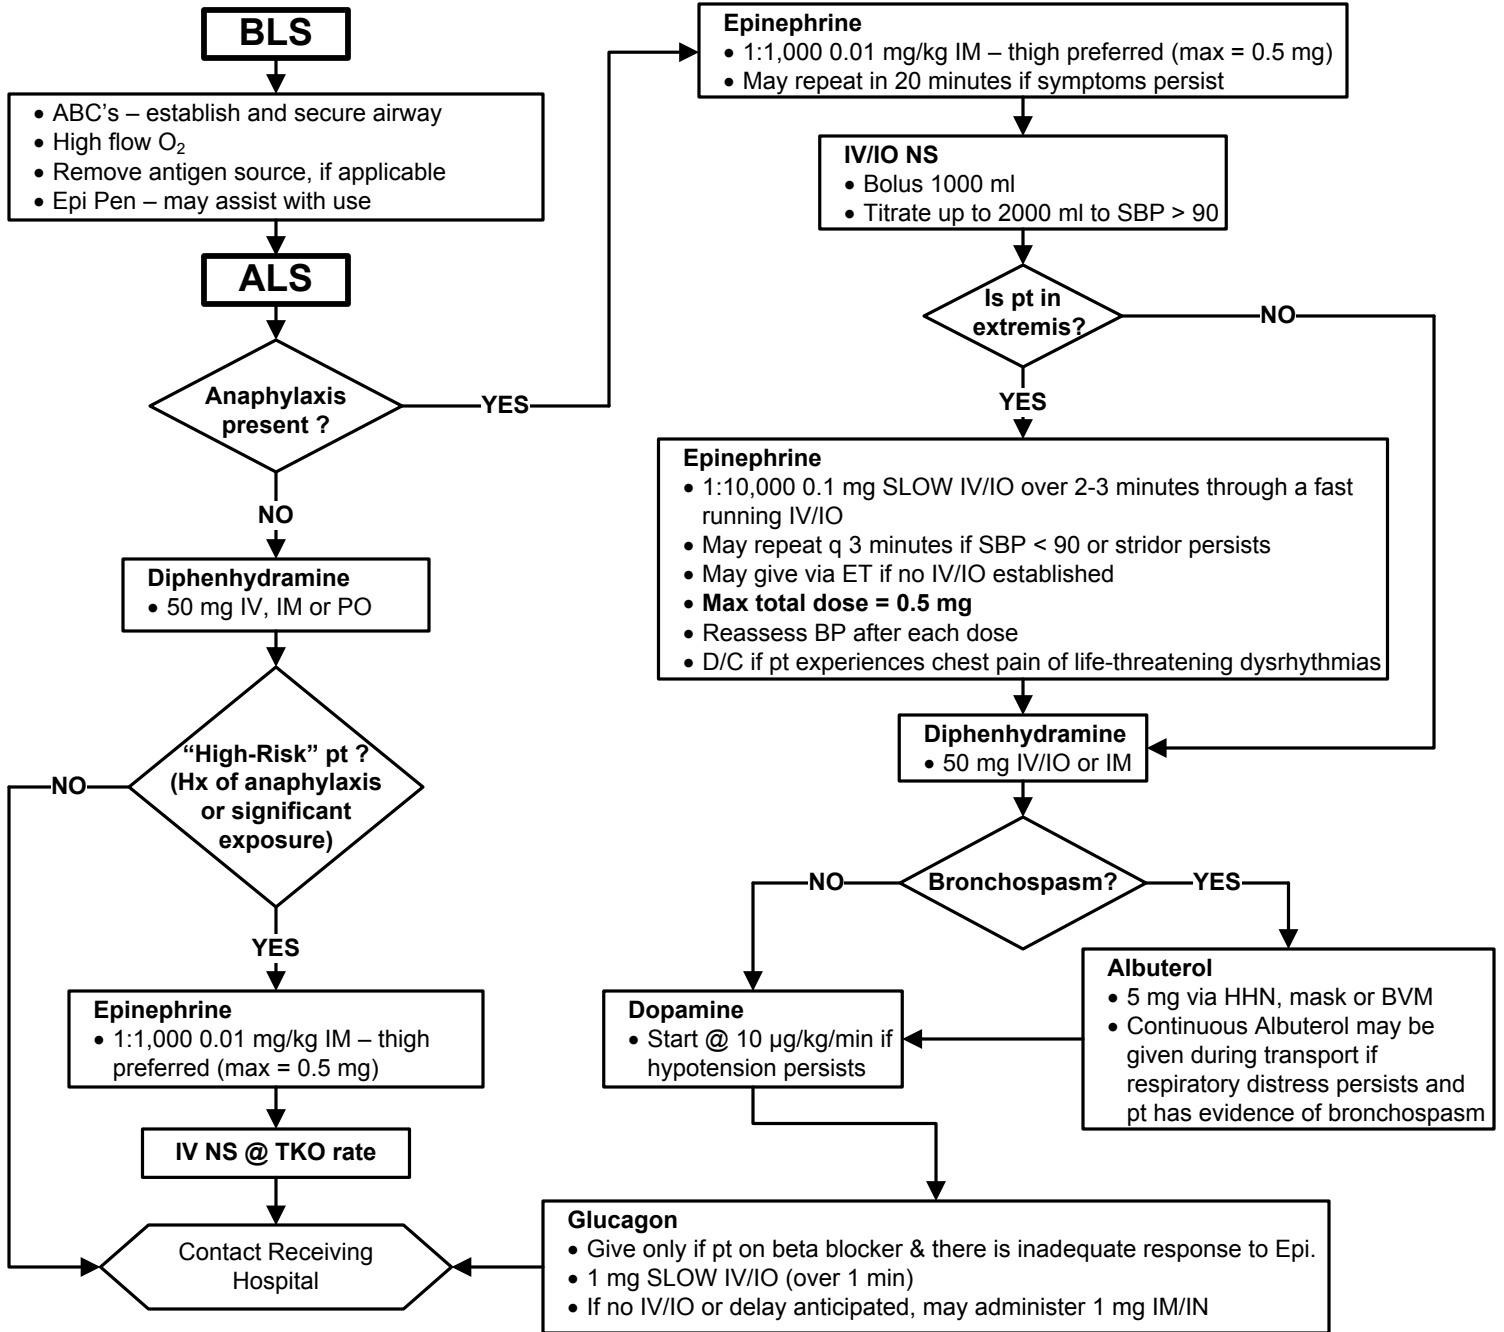 BLS
• ABC's – establish and secure airway
• High flow O₂
• Remove antigen source, if applicable
• Epi Pen – may assist with use
ALS
Anaphylaxis
present ?
YES
NO
Diphenhydramine
• 50 mg IV, IM or PO
“High-Risk” pt ?
(Hx of anaphylaxis
or significant
exposure)
NO
YES
Epinephrine
• 1:1,000 0.01 mg/kg IM – thigh
preferred (max = 0.5 mg)
IV NS @ TKO rate
Contact Receiving
Hospital
Epinephrine
• 1:1,000 0.01 mg/kg IM – thigh preferred (max = 0.5 mg)
• May repeat in 20 minutes if symptoms persist
IV/IO NS
• Bolus 1000 ml
• Titrate up to 2000 ml to SBP > 90
Is pt in
extremis?
NO
YES
Epinephrine
• 1:10,000 0.1 mg SLOW IV/IO over 2-3 minutes through a fast
running IV/IO
• May repeat q 3 minutes if SBP < 90 or stridor persists
• May give via ET if no IV/IO established
• Max total dose = 0.5 mg
• Reassess BP after each dose
• D/C if pt experiences chest pain of life-threatening dysrhythmias
Diphenhydramine
• 50 mg IV/IO or IM
Bronchospasm?
NO
YES
Albuterol
• 5 mg via HHN, mask or BVM
• Continuous Albuterol may be
given during transport if
respiratory distress persists and
pt has evidence of bronchospasm
Dopamine
• Start @ 10 µg/kg/min if
hypotension persists
Glucagon
• Give only if pt on beta blocker & there is inadequate response to Epi.
• 1 mg SLOW IV/IO (over 1 min)
• If no IV/IO or delay anticipated, may administer 1 mg IM/IN